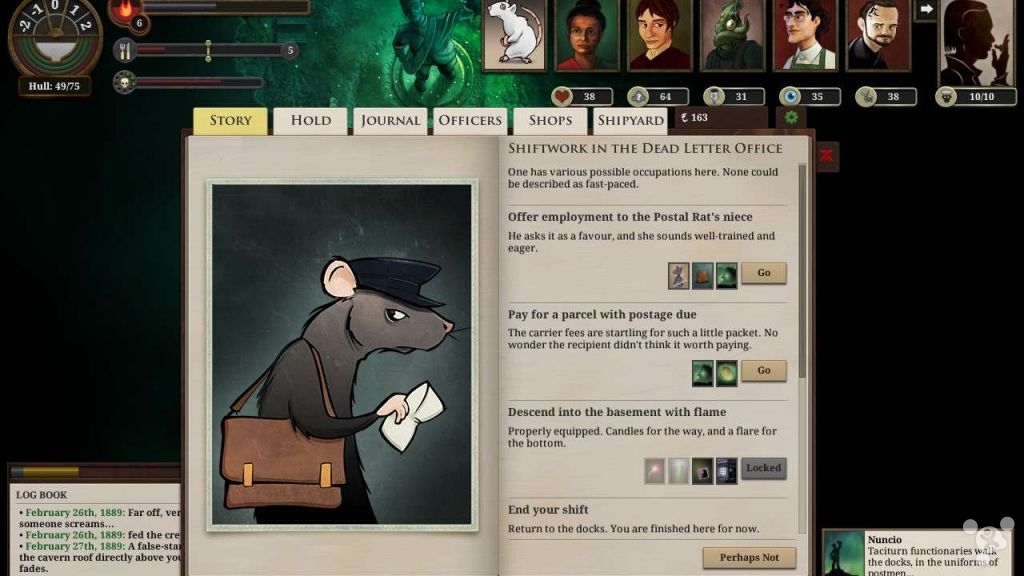 -2 -1 0 1 2
6
5
Hull: 49/75
38
64
31
35
38
10/10
STORY
HOLD
JOURNAL
OFFICERS
SHOPS
SHIPYARD
163
SHIFTWORK IN THE DEAD LETTER OFFICE
One has various possible occupations here. None could
be described as fast-paced.
Offer employment to the Postal Rat's niece
He asks it as a favour, and she sounds well-trained and
eager.
Go
Pay for a parcel with postage due
The carrier fees are startling for such a little packet. No
wonder the recipient didn't think it worth paying.
Go
Descend into the basement with flame
Properly equipped. Candles for the way, and a flare for
the bottom.
Locked
End your shift
Return to the docks. You are finished here for now.
Perhaps Not
LOG BOOK
• February 26th, 1889: Far off, ver
someone screams...
• February 26th, 1889: fed the cre
• February 27th, 1889: A false-star
the cavern roof directly above you
fades.
Nuncio
Taciturn functionaries walk
the docks, in the uniforms of
postmen...